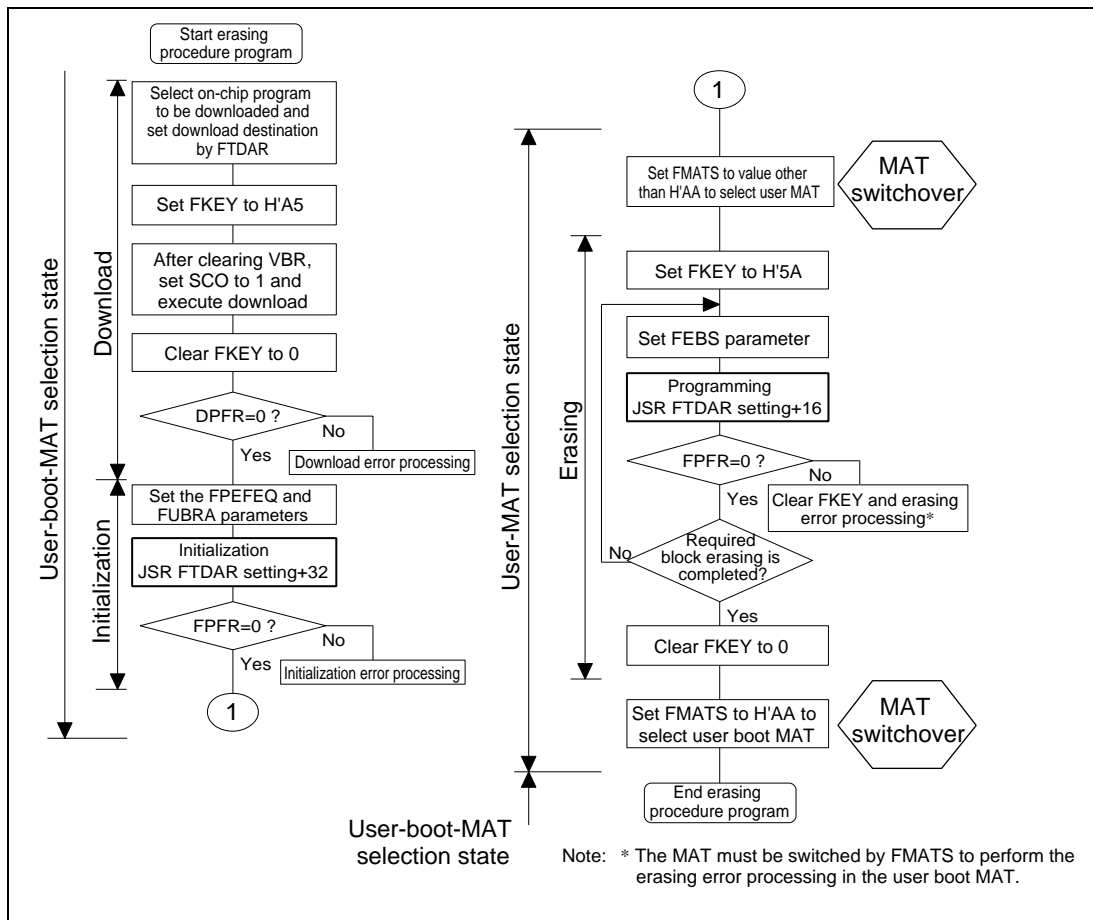 Start erasing
procedure program
Select on-chip program
to be downloaded and
set download destination
by FTDAR
Set FKEY to H'A5
After clearing VBR,
set SCO to 1 and
execute download
Clear FKEY to 0
DPFR=0 ?
No
Yes
Download error processing
Set the FPEFEQ and
FUBRA parameters
Initialization
JSR FTDAR setting+32
FPFR=0 ?
No
Yes
Initialization error processing
1
User-boot-MAT selection state
Download
Initialization
1
Set FMATS to value other
than H'AA to select user MAT
MAT
switchover
Set FKEY to H'5A
Set FEBS parameter
Programming
JSR FTDAR setting+16
FPFR=0 ?
No
Yes
Clear FKEY and erasing
error processing*
Required
block erasing is
completed?
No
Yes
Clear FKEY to 0
Set FMATS to H'AA to
select user boot MAT
MAT
switchover
End erasing
procedure program
User-MAT selection state
Erasing
User-boot-MAT
selection state
Note: * The MAT must be switched by FMATS to perform the
erasing error processing in the user boot MAT.